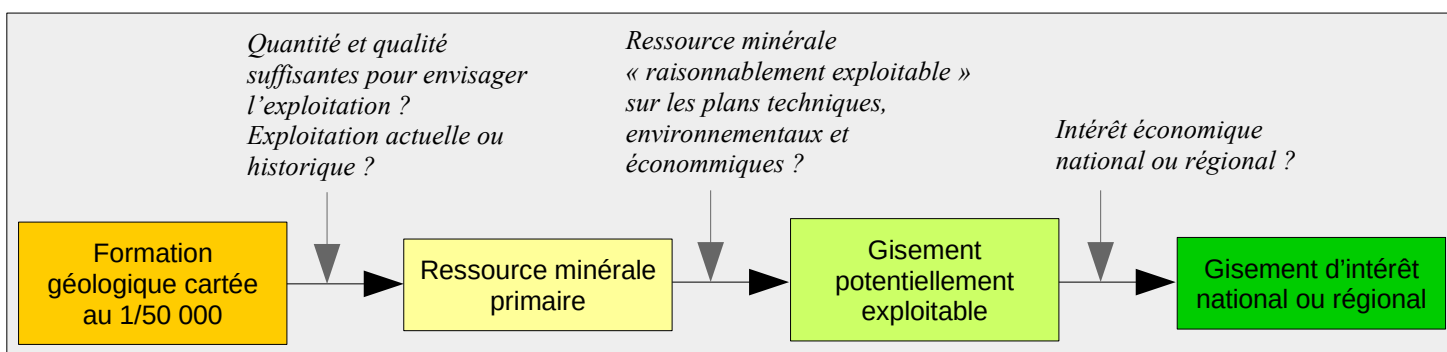 Quantité et qualité
suffisantes pour envisager
l’exploitation ?
Exploitation actuelle ou
historique ?
Ressource minérale
« raisonnablement exploitable »
sur les plans techniques,
environnementaux et
économmiques ?
Intérêt économique
national ou régional ?
Formation
géologique cartée
au 1/50 000
Ressource minérale
primaire
Gisement
potentiellement
exploitable
Gisement d’intérêt
national ou régional